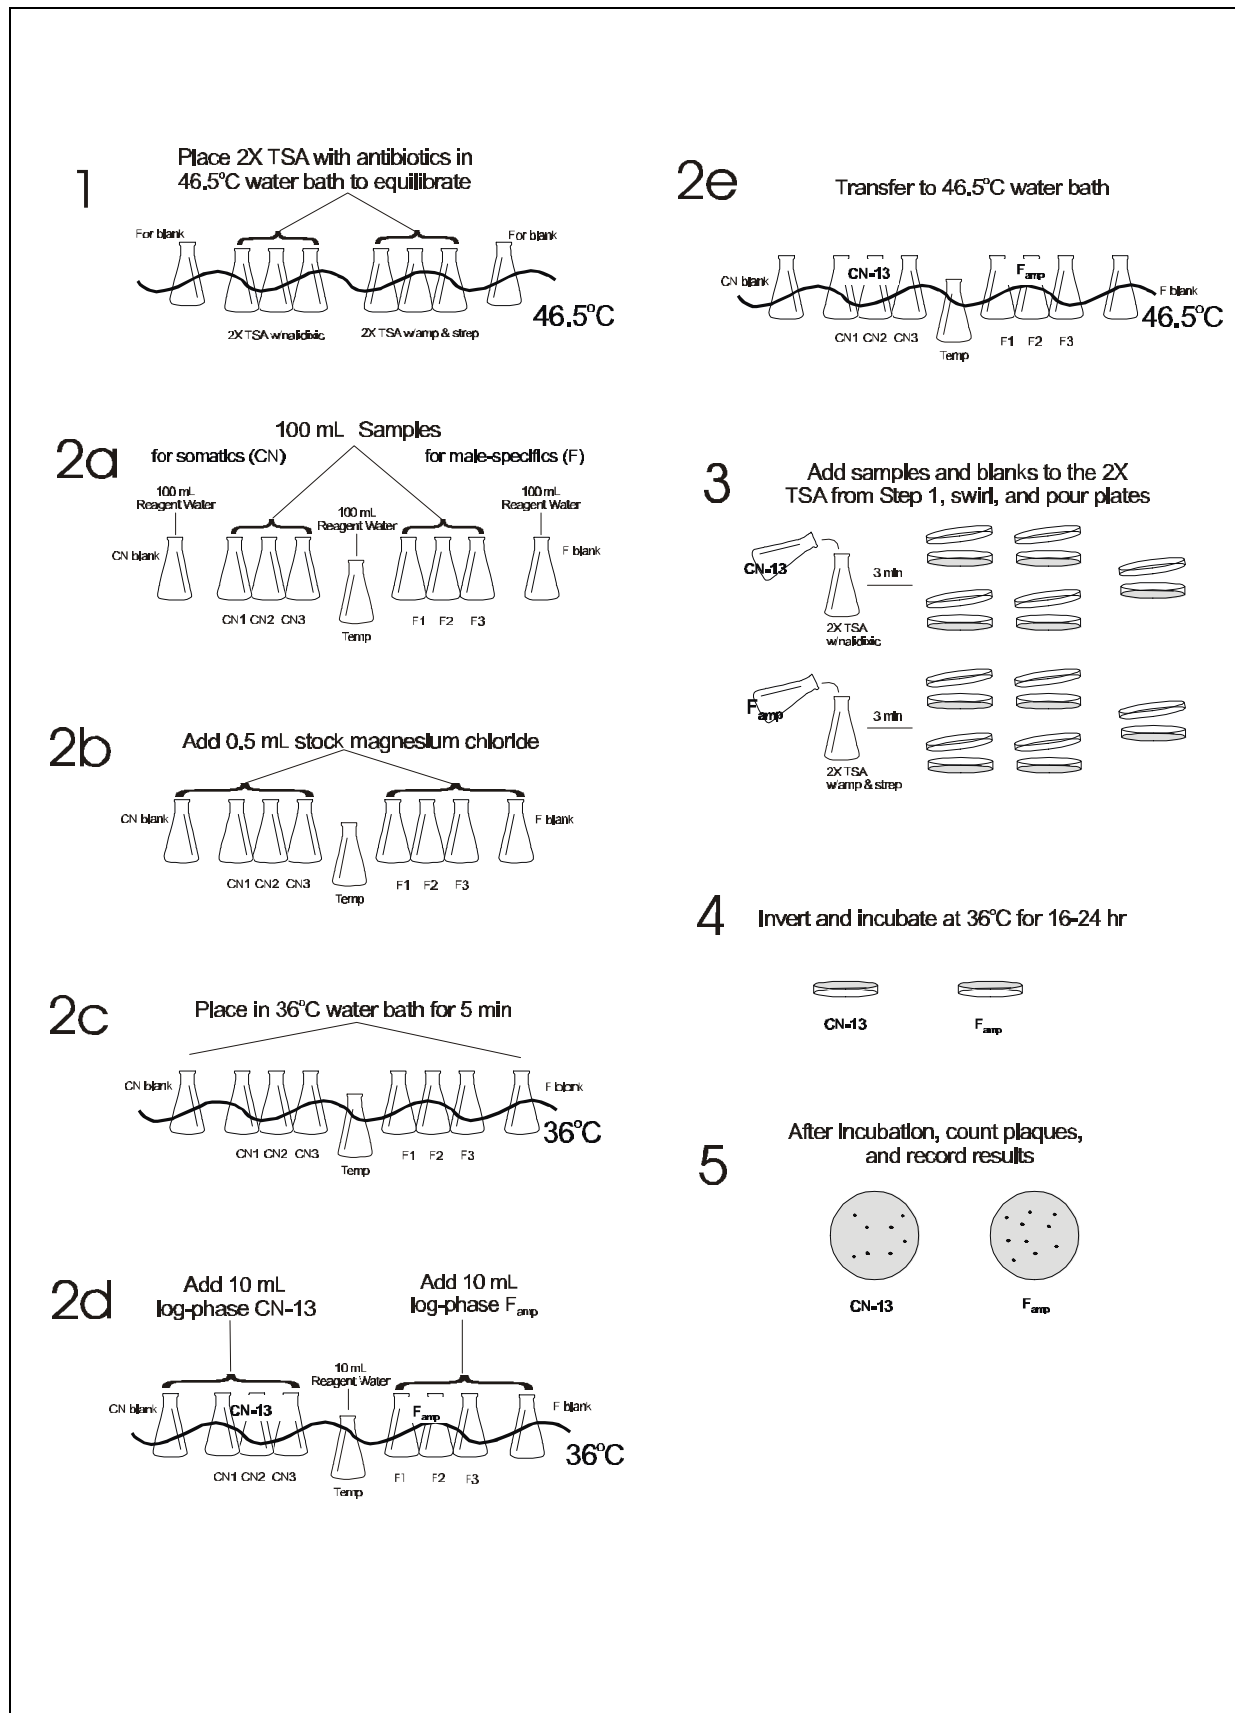 1
Place 2X TSA with antibiotics in
46.5°C water bath to equilibrate
For blank
For blank
2X TSA w/nalidixic
2X TSA w/amp & strep
46.5°C
2a
100 mL Samples
for somatics (CN)
for male-specifics (F)
100 mL
Reagent Water
100 mL
Reagent Water
100 mL
Reagent Water
CN blank
F blank
CN1 CN2 CN3
Temp
F1 F2 F3
2b
Add 0.5 mL stock magnesium chloride
CN blank
F blank
CN1 CN2 CN3
Temp
F1 F2 F3
2c
Place in 36°C water bath for 5 min
CN blank
F blank
36°C
CN1 CN2 CN3
Temp
F1 F2 F3
2d
Add 10 mL
log-phase CN-13
Add 10 mL
log-phase Famp
10 mL
Reagent Water
CN blank
CN-13
Famp
F blank
36°C
CN1 CN2 CN3
Temp
F1 F2 F3
2e
Transfer to 46.5°C water bath
CN blank
CN-13
Famp
F blank
46.5°C
CN1 CN2 CN3
Temp
F1 F2 F3
3
Add samples and blanks to the 2X
TSA from Step 1, swirl, and pour plates
CN-13
3 min
2X TSA
w/nalidixic
Famp
3 min
2X TSA
w/amp & strep
4
Invert and incubate at 36°C for 16-24 hr
CN-13
Famp
5
After incubation, count plaques,
and record results
CN-13
Famp